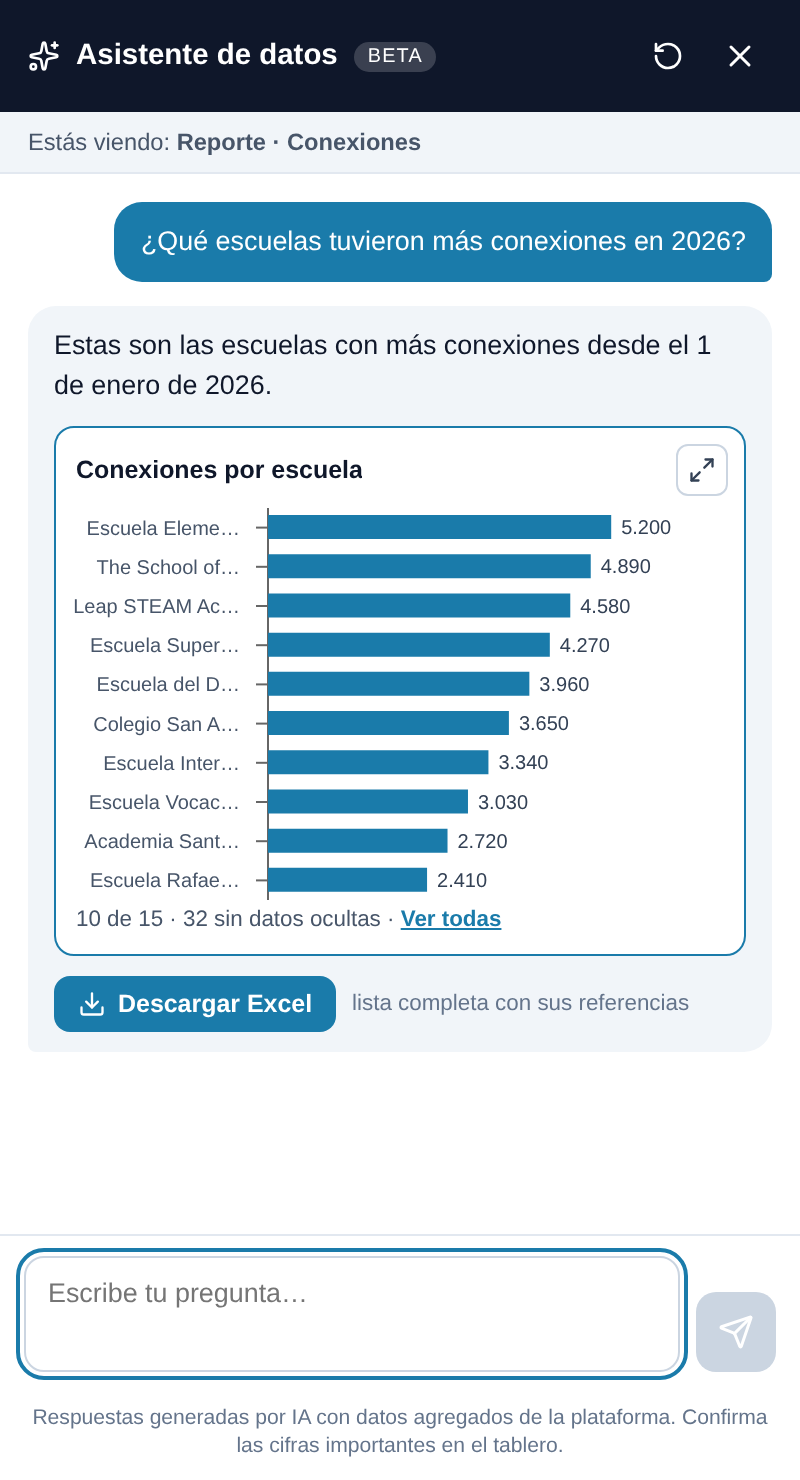 Asistente de datos BETA
Estás viendo: Reporte · Conexiones
¿Qué escuelas tuvieron más conexiones en 2026?
Estas son las escuelas con más conexiones desde el 1
de enero de 2026.
Conexiones por escuela
Escuela Eleme… 5.200
The School of… 4.890
Leap STEAM Ac… 4.580
Escuela Super… 4.270
Escuela del D… 3.960
Colegio San A… 3.650
Escuela Inter… 3.340
Escuela Vocac… 3.030
Academia Sant… 2.720
Escuela Rafae… 2.410
10 de 15 · 32 sin datos ocultas · Ver todas
Descargar Excel lista completa con sus referencias
Escribe tu pregunta…
Respuestas generadas por IA con datos agregados de la plataforma. Confirma
las cifras importantes en el tablero.